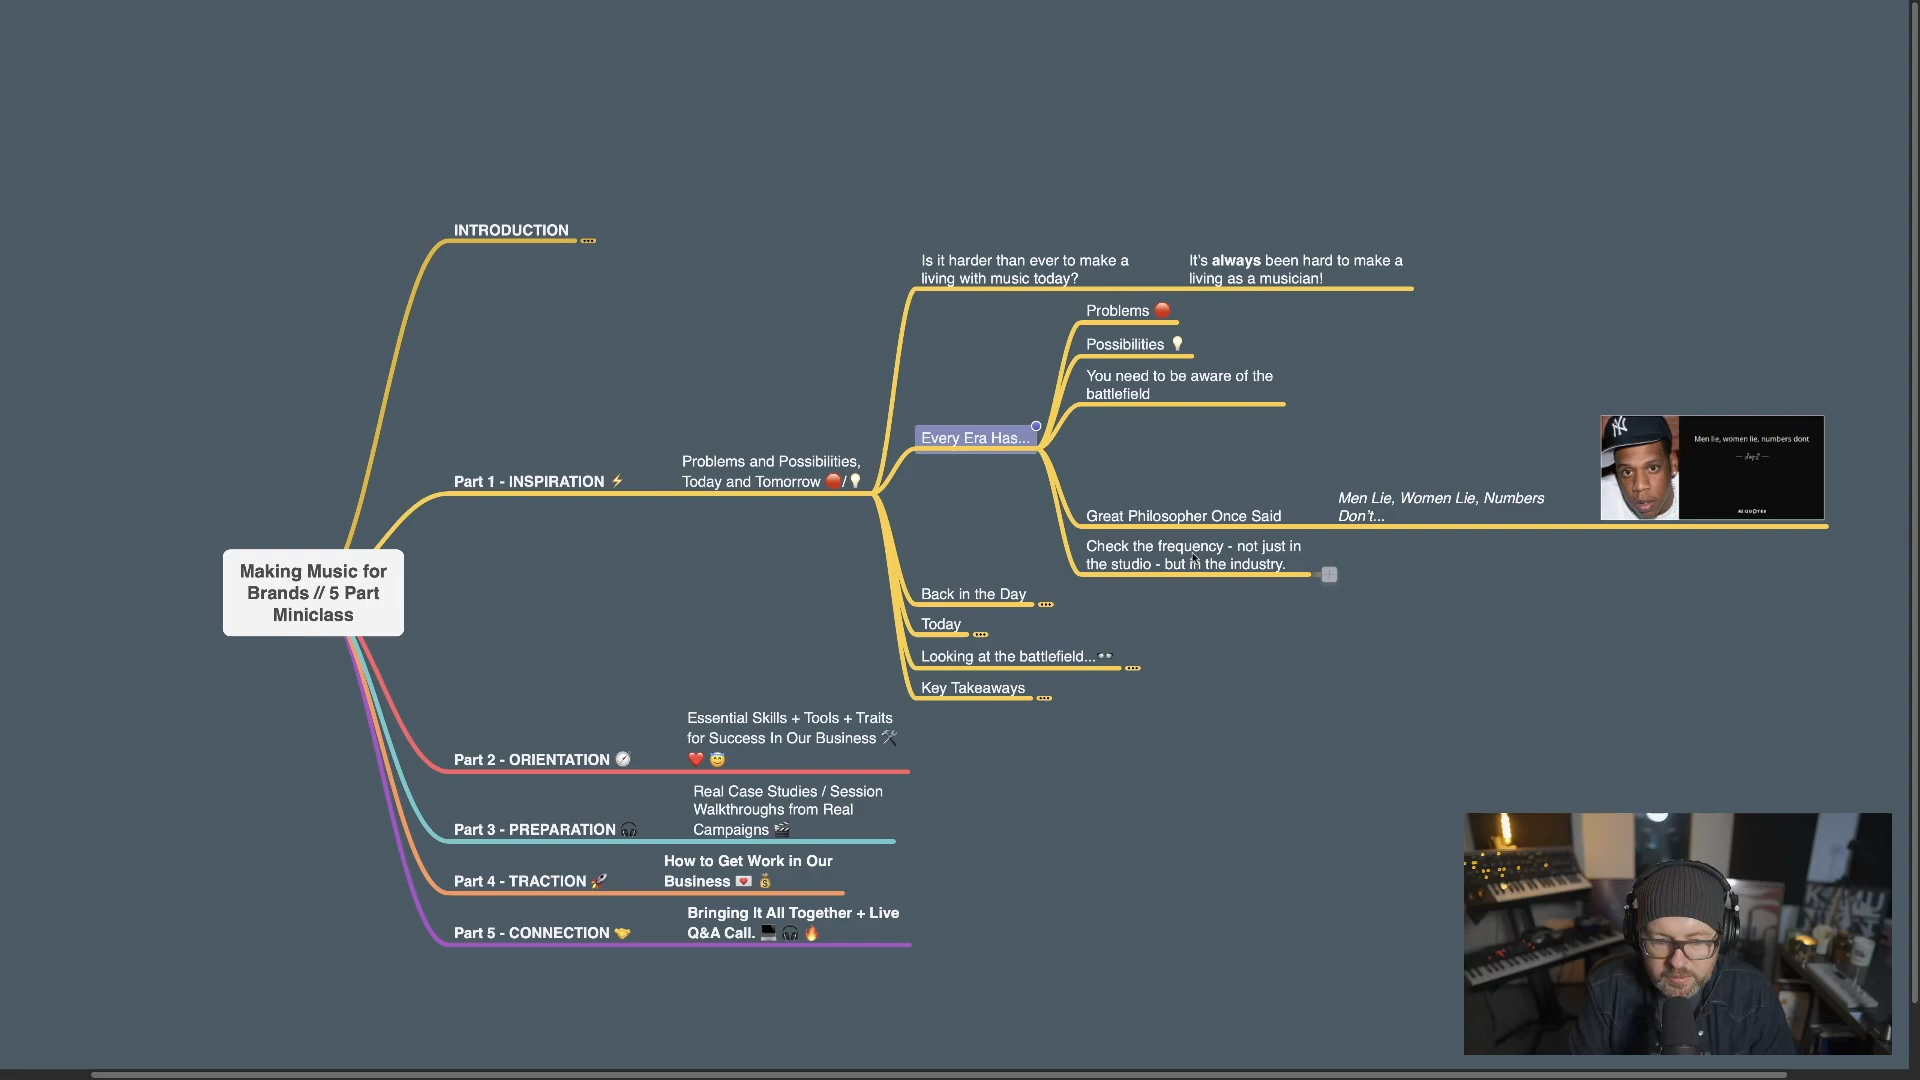 INTRODUCTION
Is it harder than ever to make a
living with music today?
It's always been hard to make a
living as a musician!
Problems 🛑
Possibilities 💡
You need to be aware of the
battlefield
Every Era Has...
Men lie, women lie, numbers dont
— Jay-Z —
AZ QUOTES
Problems and Possibilities,
Today and Tomorrow 🛑/💡
Part 1 - INSPIRATION ⚡
Men Lie, Women Lie, Numbers
Don't...
Great Philosopher Once Said
Check the frequency - not just in
the studio - but in the industry.
Making Music for
Brands // 5 Part
Miniclass
Back in the Day
Today
Looking at the battlefield...👓
Key Takeaways
Essential Skills + Tools + Traits
for Success In Our Business 🛠
❤️ 😇
Part 2 - ORIENTATION 🧭
Real Case Studies / Session
Walkthroughs from Real
Campaigns 🎬
Part 3 - PREPARATION 🎧
How to Get Work in Our
Business 💌 💰
Part 4 - TRACTION 🚀
Bringing It All Together + Live
Q&A Call. 💻 🎧 🔥
Part 5 - CONNECTION 🤝